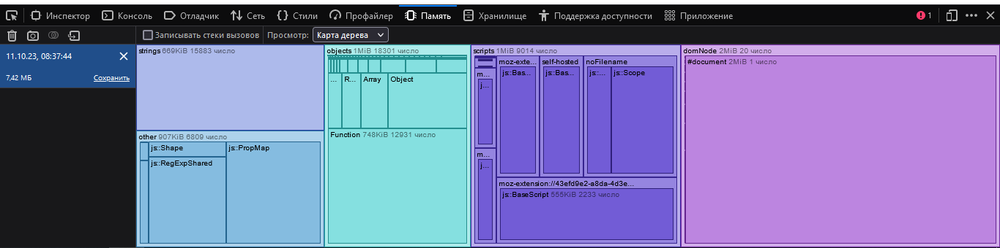 Инспектор Консоль Отладчик Сеть Стили Профайлер Память Хранилище Поддержка доступности Приложение 1
Записывать стеки вызовов Просмотр: Карта дерева
11.10.23, 08:37:44
7,42 МБ Сохранить
strings 669KiB 15883 число
other 907KiB 6809 число
js::Shape
js::RegExpShared
js::PropMap
objects 1MiB 18301 число
... R... Array Object
Function 748KiB 12931 число
scripts 1MiB 9014 число
m...
j...
m...
j...
moz-exte...
js::Bas...
self-hosted
js::Bas...
noFilename
js::... js::Scope
moz-extension://43efd9e2-a8da-4d3e...
js::BaseScript 555KiB 2233 число
domNode 2MiB 20 число
#document 2MiB 1 число